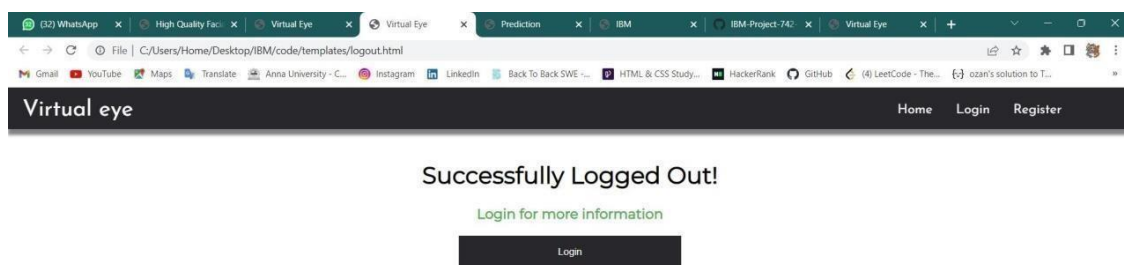 (32) WhatsApp
High Quality Faci
Virtual Eye
Virtual Eye
Prediction
IBM
IBM-Project-742
Virtual Eye
File | C:/Users/Home/Desktop/IBM/code/templates/logout.html
Gmail YouTube Maps Translate Anna University - C... Instagram LinkedIn Back To Back SWE -... HTML & CSS Study... HackerRank GitHub (4) LeetCode - The... ozan's solution to T...
Virtual eye Home Login Register
Successfully Logged Out!
Login for more information
Login